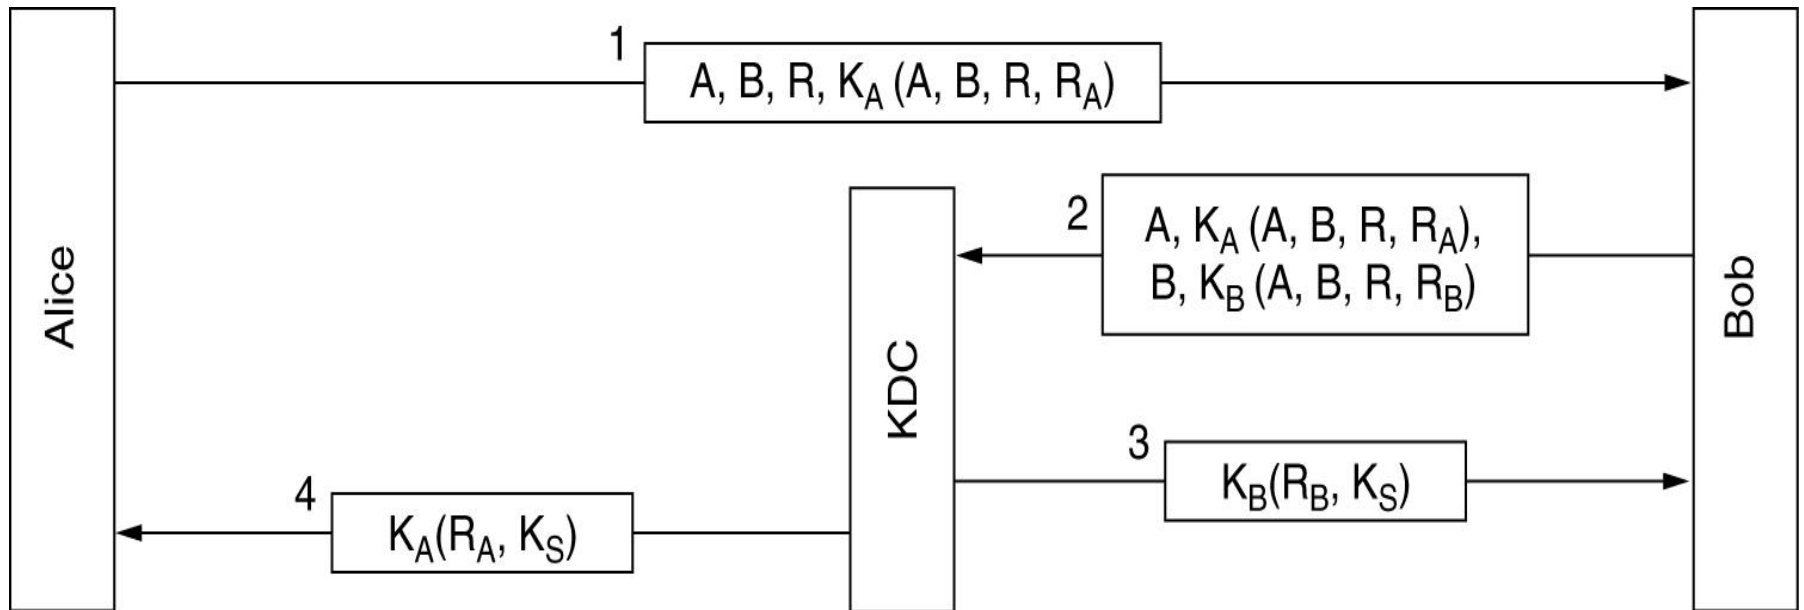 1
A, B, R, K_A (A, B, R, R_A)
2
A, K_A (A, B, R, R_A),
B, K_B (A, B, R, R_B)
Alice
KDC
Bob
3
K_B(R_B, K_S)
4
K_A(R_A, K_S)